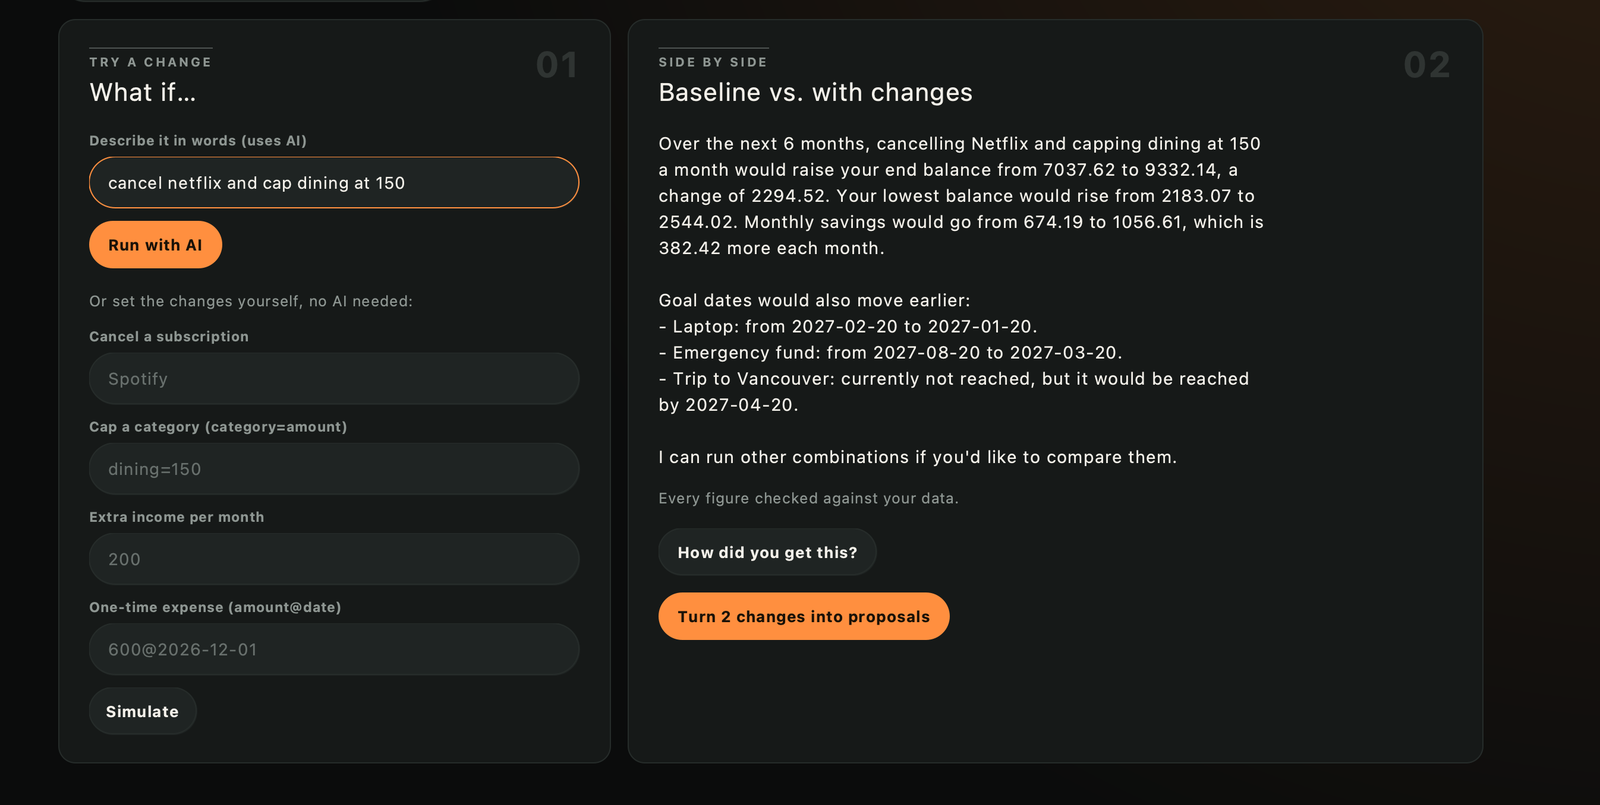 TRY A CHANGE
01
What if...
Describe it in words (uses AI)
cancel netflix and cap dining at 150
Run with AI
Or set the changes yourself, no AI needed:
Cancel a subscription
Spotify
Cap a category (category=amount)
dining=150
Extra income per month
200
One-time expense (amount@date)
600@2026-12-01
Simulate
SIDE BY SIDE
02
Baseline vs. with changes
Over the next 6 months, cancelling Netflix and capping dining at 150
a month would raise your end balance from 7037.62 to 9332.14, a
change of 2294.52. Your lowest balance would rise from 2183.07 to
2544.02. Monthly savings would go from 674.19 to 1056.61, which is
382.42 more each month.
Goal dates would also move earlier:
- Laptop: from 2027-02-20 to 2027-01-20.
- Emergency fund: from 2027-08-20 to 2027-03-20.
- Trip to Vancouver: currently not reached, but it would be reached
by 2027-04-20.
I can run other combinations if you'd like to compare them.
Every figure checked against your data.
How did you get this?
Turn 2 changes into proposals